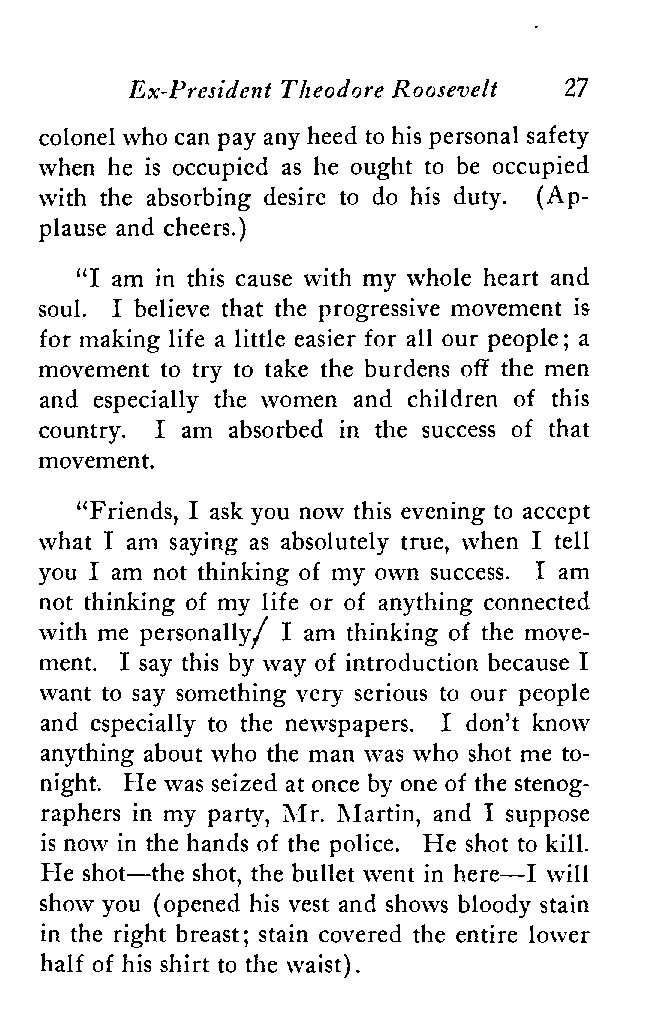 Ex-President Theodore Roosevelt 27
colonel who can pay any heed to his personal safety
when he is occupied as he ought to be occupied
with the absorbing desire to do his duty. (Ap-
plause and cheers.)
"I am in this cause with my whole heart and
soul. I believe that the progressive movement is
for making life a little easier for all our people; a
movement to try to take the burdens off the men
and especially the women and children of this
country. I am absorbed in the success of that
movement.
"Friends, I ask you now this evening to accept
what I am saying as absolutely true, when I tell
you I am not thinking of my own success. I am
not thinking of my life or of anything connected
with me personally/ I am thinking of the move-
ment. I say this by way of introduction because I
want to say something very serious to our people
and especially to the newspapers. I don't know
anything about who the man was who shot me to-
night. He was seized at once by one of the stenog-
raphers in my party, Mr. Martin, and I suppose
is now in the hands of the police. He shot to kill.
He shot—the shot, the bullet went in here—I will
show you (opened his vest and shows bloody stain
in the right breast; stain covered the entire lower
half of his shirt to the waist).